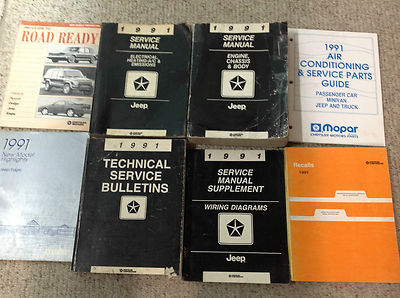 ROAD READY
1991
SERVICE
MANUAL
ELECTRICAL
HEATING-A/C &
EMISSIONS
Jeep
1991
SERVICE
MANUAL
ENGINE,
CHASSIS
& BODY
Jeep
1991
AIR
CONDITIONING
& SERVICE PARTS
GUIDE
PASSENGER CAR
MINIVAN
JEEP AND TRUCK
Mopar
CHRYSLER MOTORS PARTS
1991
New Model
Highlights
1991
TECHNICAL
SERVICE
BULLETINS
1991
SERVICE
MANUAL
SUPPLEMENT
WIRING DIAGRAMS
Jeep
Recalls
1991